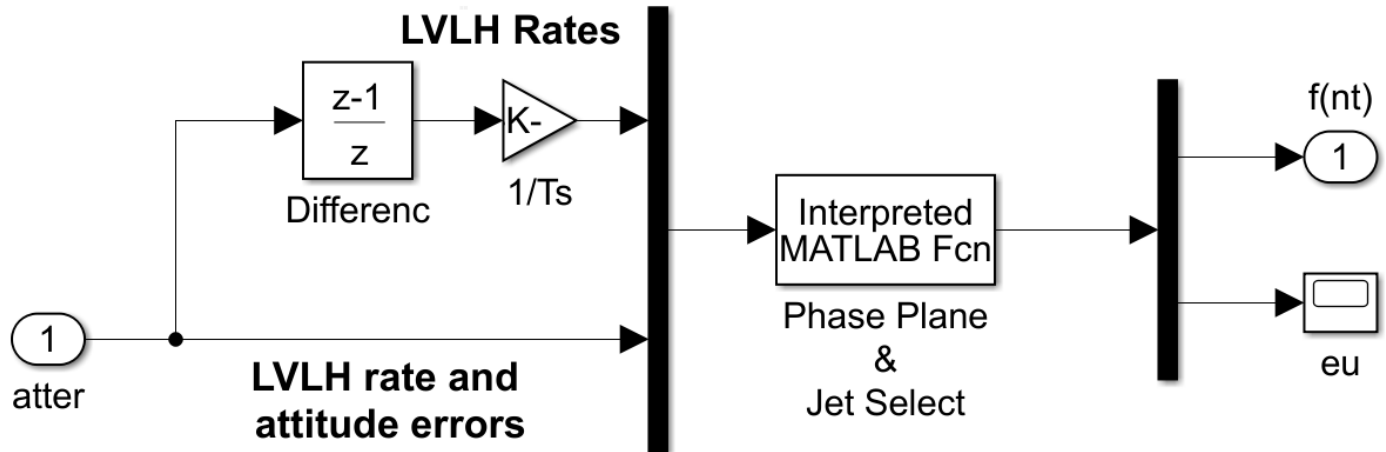 LVLH Rates
z-1
z
Differenc
K-
1/Ts
1
atter
LVLH rate and
attitude errors
Interpreted
MATLAB Fcn
Phase Plane
&
Jet Select
f(nt)
1
eu